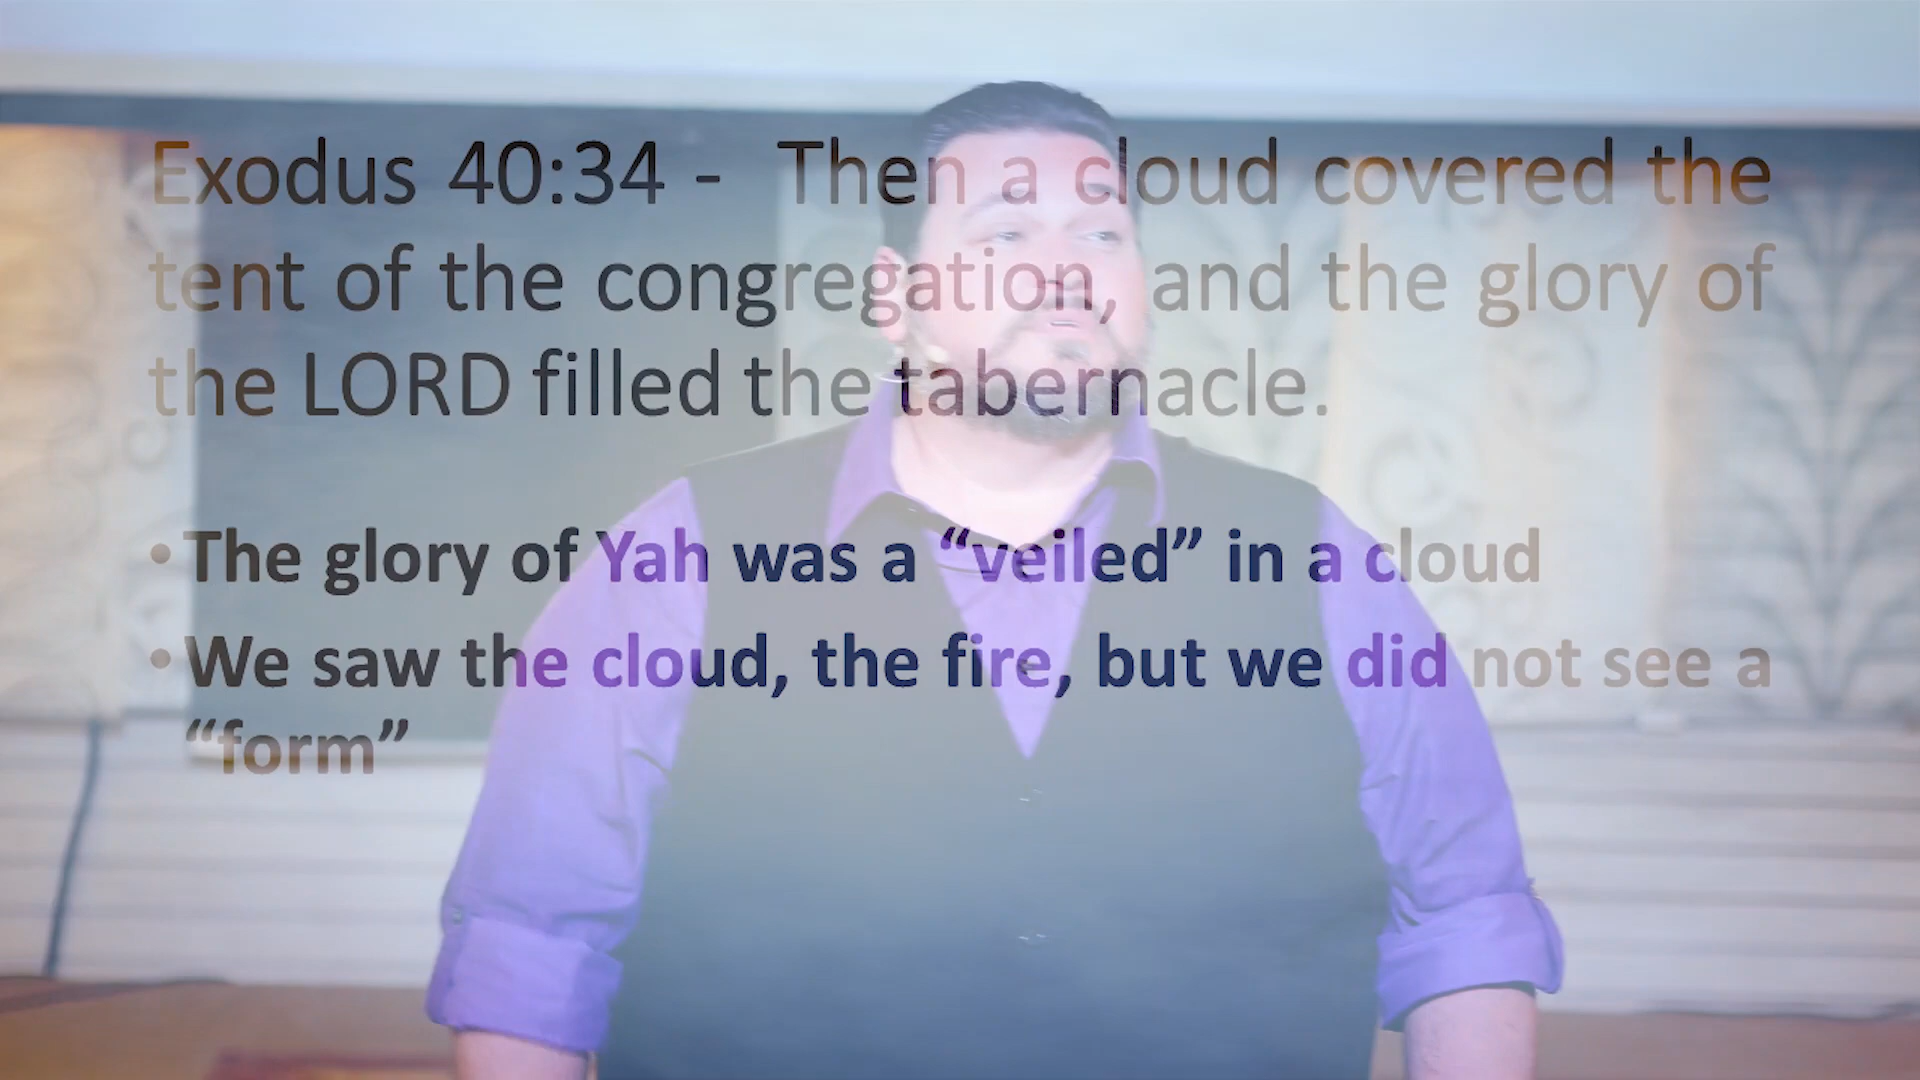 Exodus 40:34 - Then a cloud covered the
tent of the congregation, and the glory of
the LORD filled the tabernacle.
• The glory of Yah was a “veiled” in a cloud
• We saw the cloud, the fire, but we did not see a
“form”